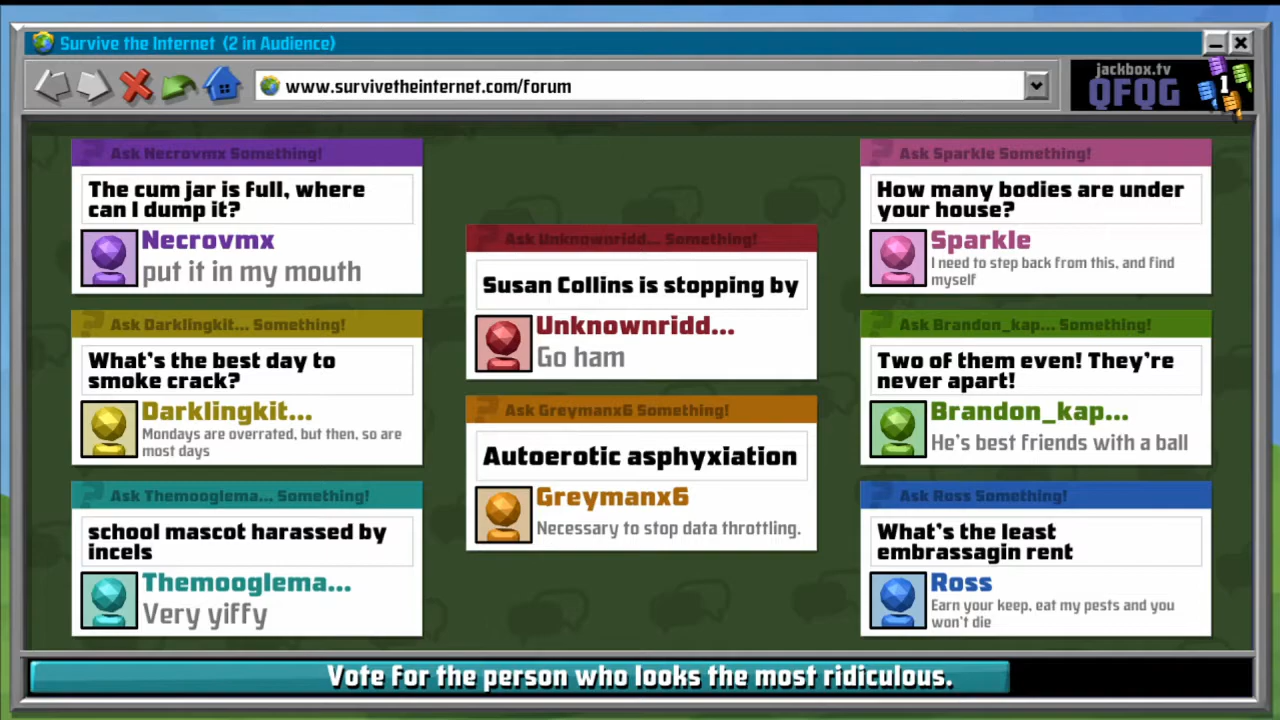 Survive the Internet (2 in Audience)
www.survivetheinternet.com/forum
jackbox.tv
QFQG
1
Ask Necrovmx Something!
The cum jar is full, where
can I dump it?
Necrovmx
put it in my mouth
Ask Darklingkit... Something!
What's the best day to
smoke crack?
Darklingkit...
Mondays are overrated, but then, so are
most days
Ask Themooglema... Something!
school mascot harassed by
incels
Themooglema...
Very yiffy
Ask Unknownridd... Something!
Susan Collins is stopping by
Unknownridd...
Go ham
Ask Greymanx6 Something!
Autoerotic asphyxiation
Greymanx6
Necessary to stop data throttling.
Ask Sparkle Something!
How many bodies are under
your house?
Sparkle
I need to step back from this, and find
myself
Ask Brandon_kap... Something!
Two of them even! They're
never apart!
Brandon_kap...
He's best friends with a ball
Ask Ross Something!
What's the least
embrassagin rent
Ross
Earn your keep, eat my pests and you
won't die
Vote for the person who looks the most ridiculous.